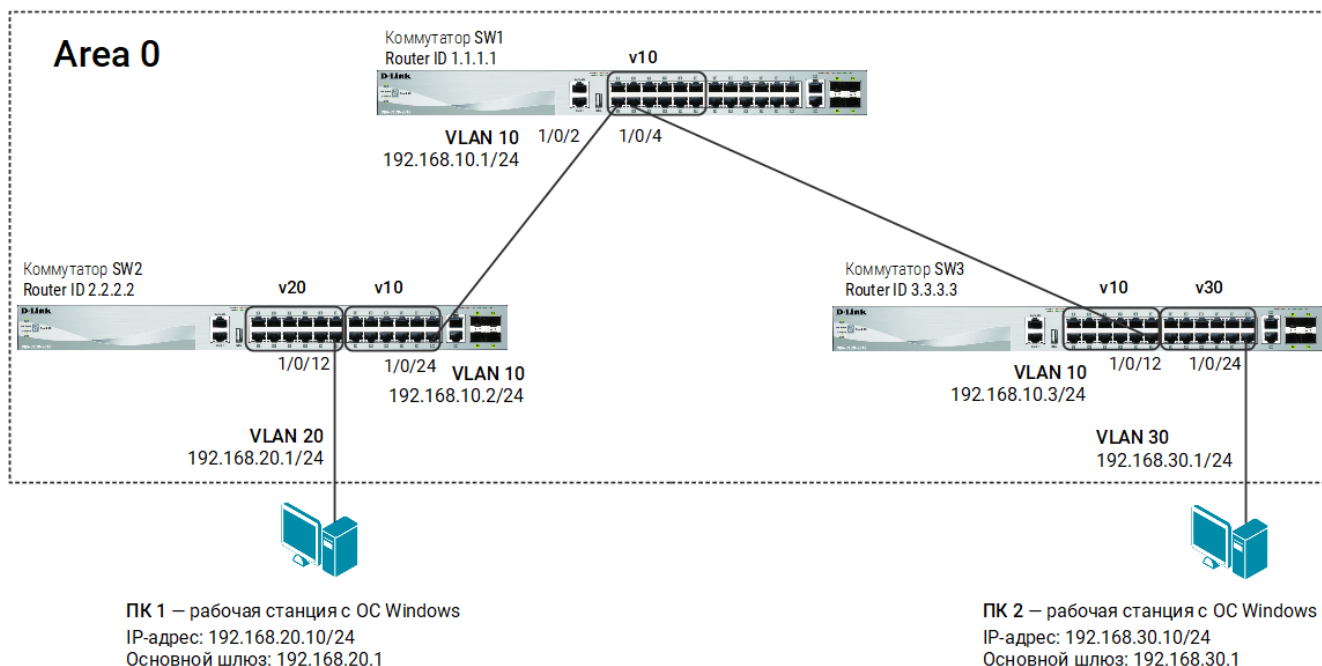 Area 0
Коммутатор SW1
Router ID 1.1.1.1
v10
D-Link
VLAN 10
1/0/2
1/0/4
192.168.10.1/24
Коммутатор SW2
Router ID 2.2.2.2
v20
v10
D-Link
1/0/12
1/0/24
VLAN 10
192.168.10.2/24
VLAN 20
192.168.20.1/24
Коммутатор SW3
Router ID 3.3.3.3
v10
v30
D-Link
1/0/12
1/0/24
VLAN 10
192.168.10.3/24
VLAN 30
192.168.30.1/24
ПК 1 — рабочая станция с ОС Windows
IP-адрес: 192.168.20.10/24
Основной шлюз: 192.168.20.1
ПК 2 — рабочая станция с ОС Windows
IP-адрес: 192.168.30.10/24
Основной шлюз: 192.168.30.1